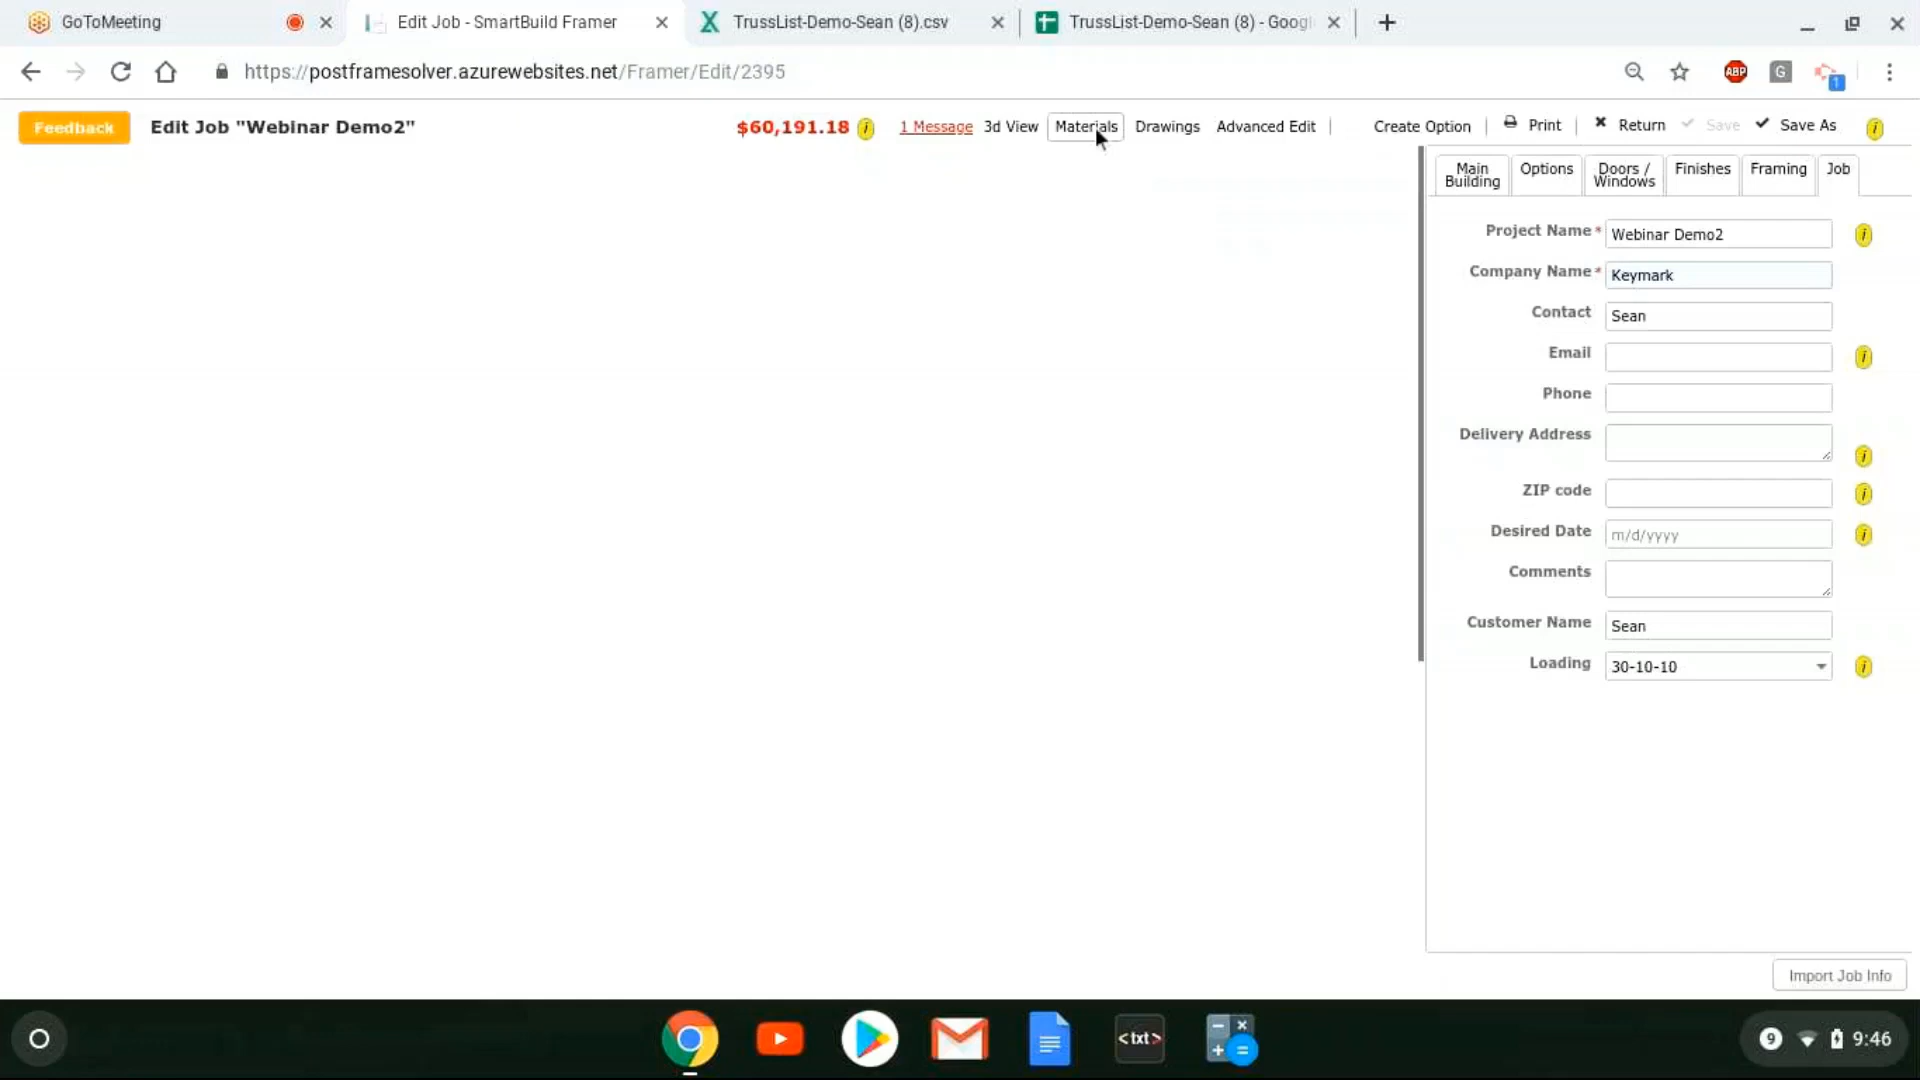 GoToMeeting
Edit Job - SmartBuild Framer
TrussList-Demo-Sean (8).csv
TrussList-Demo-Sean (8) - Googl
https://postframesolver.azurewebsites.net/Framer/Edit/2395
ABP
G
1
Feedback
Edit Job "Webinar Demo2"
$60,191.18
i
1 Message
3d View
Materials
Drawings
Advanced Edit
|
Create Option
|
Print
|
Return
Save
Save As
i
Main
Building
Options
Doors /
Windows
Finishes
Framing
Job
Project Name * Webinar Demo2 i
Company Name * Keymark
Contact Sean
Email i
Phone
Delivery Address i
ZIP code i
Desired Date m/d/yyyy i
Comments
Customer Name Sean
Loading 30-10-10 i
Import Job Info
<txt>
9
9:46